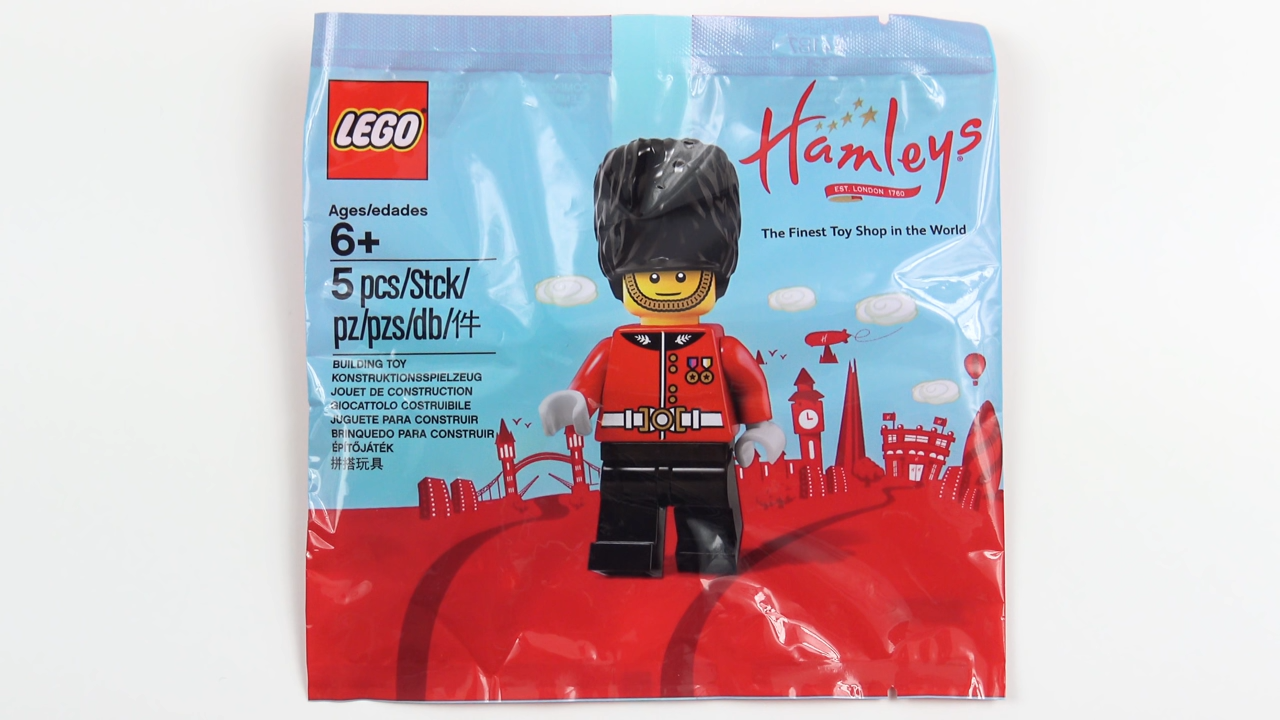 LEGO
Ages/edades
6+
5 pcs/Stck/
pz/pzs/db/件
BUILDING TOY
KONSTRUKTIONSSPIELZEUG
JOUET DE CONSTRUCTION
GIOCATTOLO COSTRUIBILE
JUGUETE PARA CONSTRUIR
BRINQUEDO PARA CONSTRUIR
ÉPÍTŐJÁTÉK
拼搭玩具
Hamleys
EST. LONDON 1760
The Finest Toy Shop in the World
H